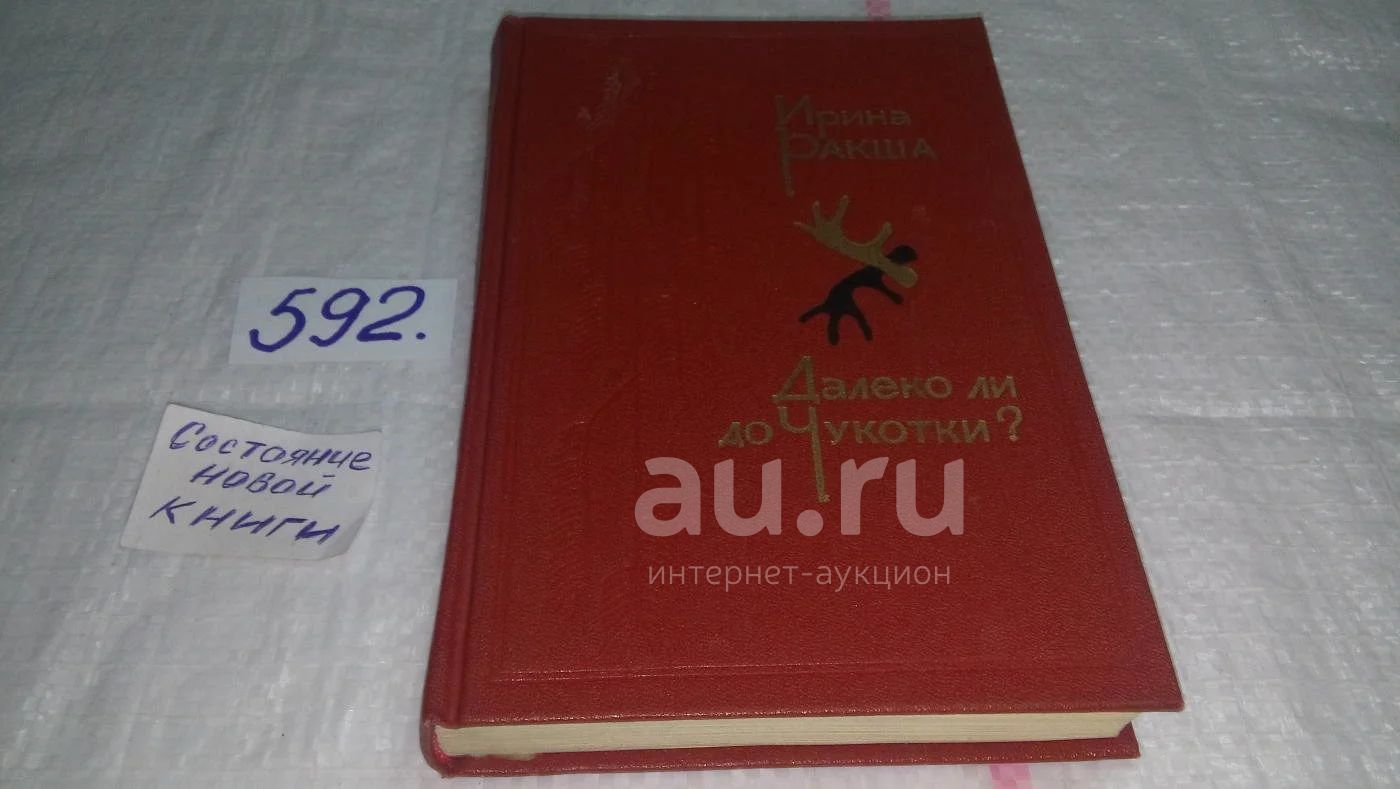 Ирина
Ракша
Далеко ли
до Чукотки?
592.
Состояние
новой
книги
au.ru
интернет-аукцион